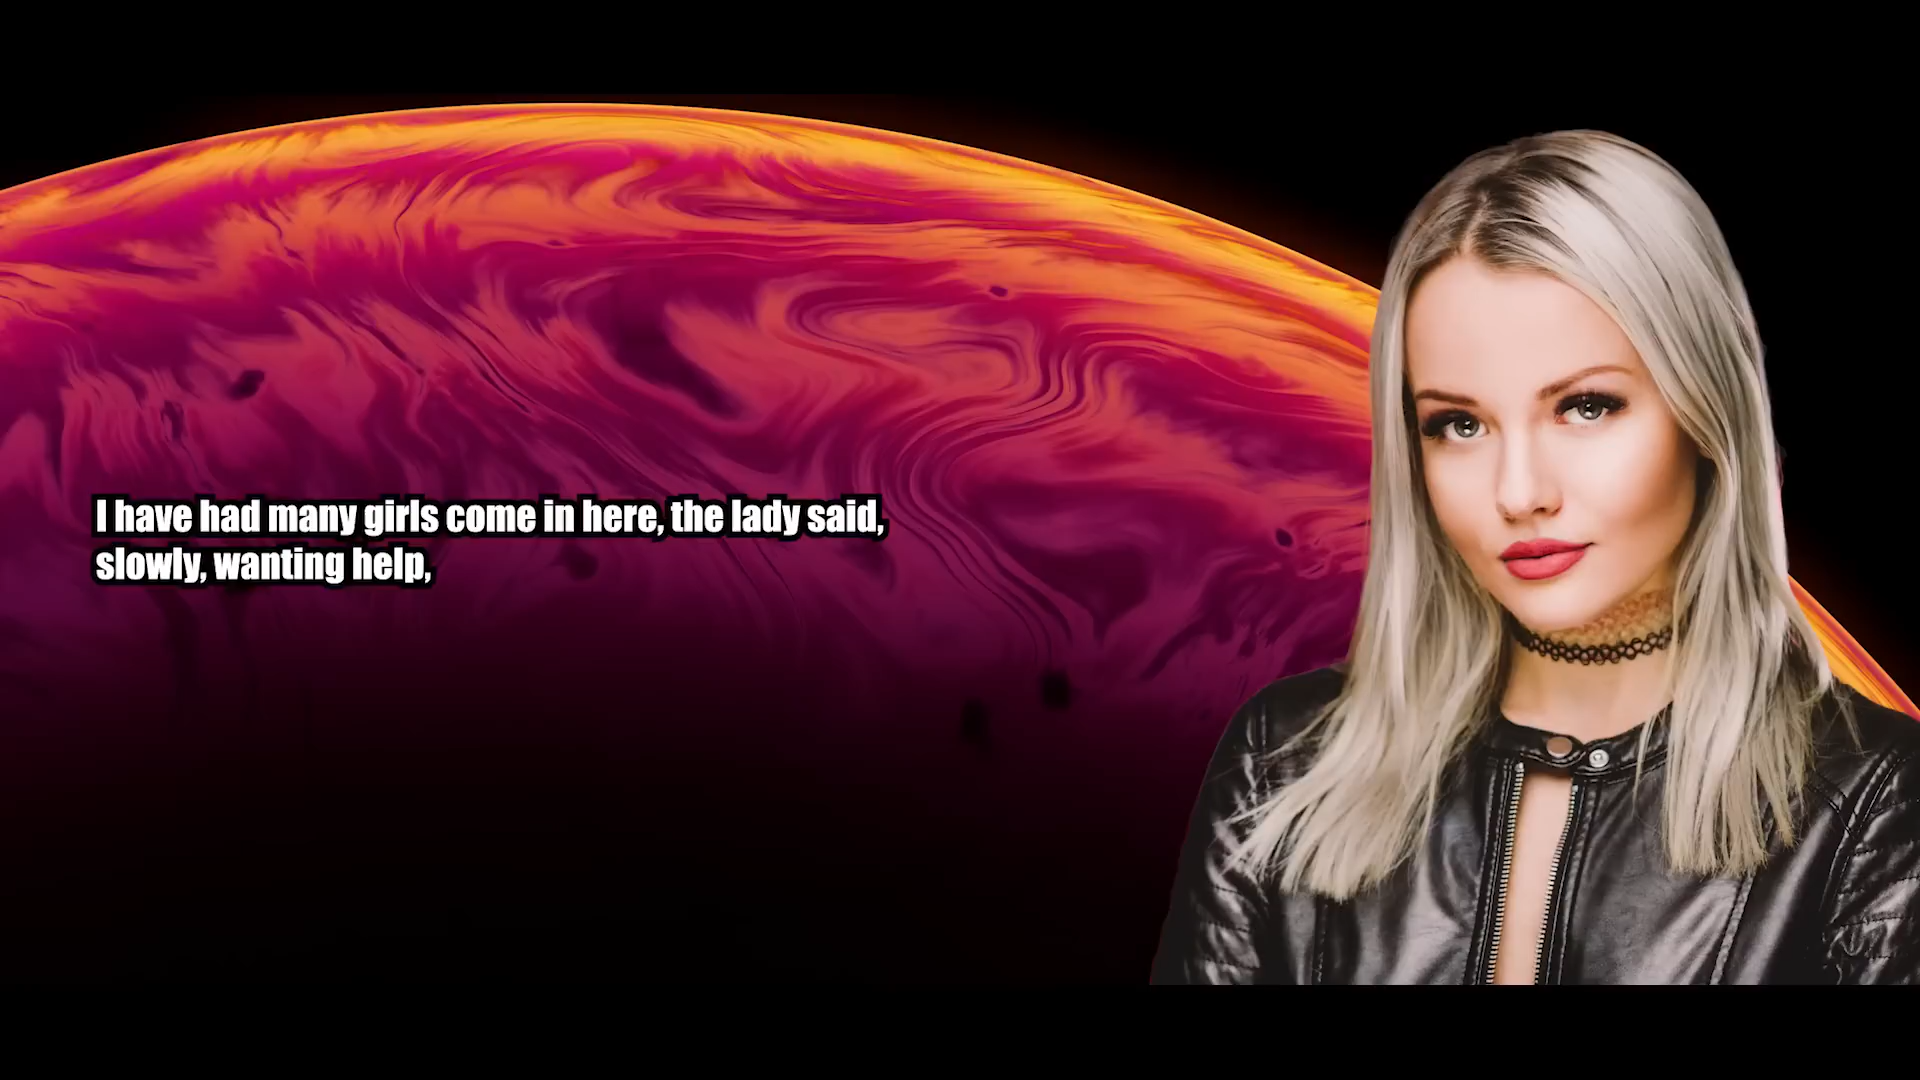 I have had many girls come in here, the lady said,
slowly, wanting help,